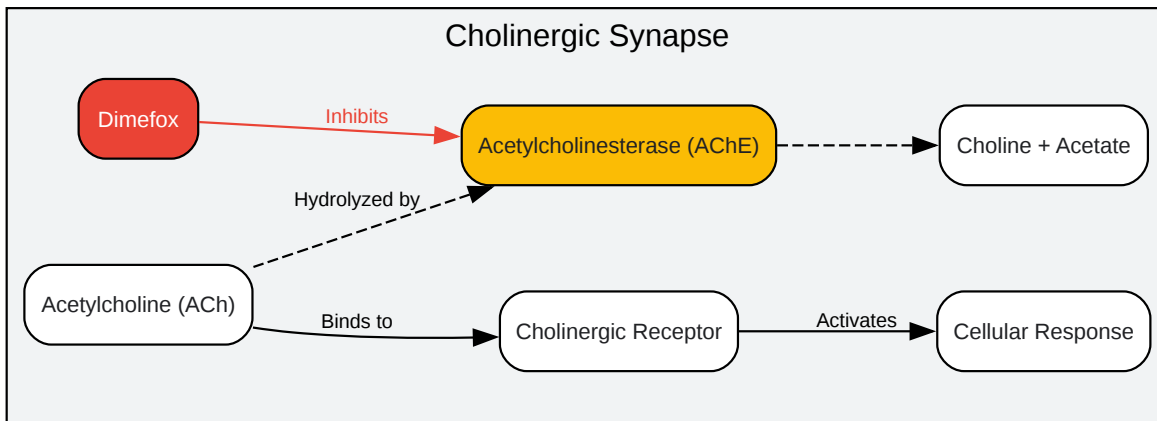 Cholinergic Synapse
Dimefox
Inhibits
Acetylcholinesterase (AChE)
Choline + Acetate
Hydrolyzed by
Acetylcholine (ACh)
Binds to
Cholinergic Receptor
Activates
Cellular Response